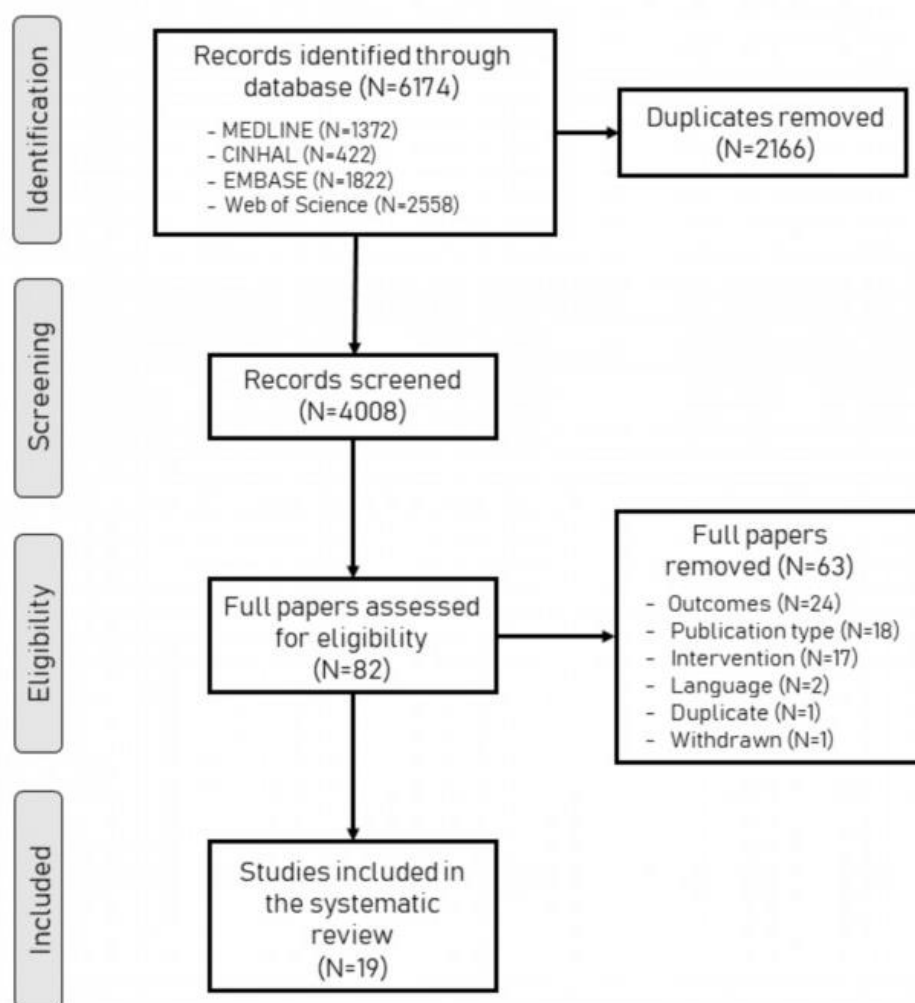 Identification
Records identified through
database (N=6174)
- MEDLINE (N=1372)
- CINHAL (N=422)
- EMBASE (N=1822)
- Web of Science (N=2558)
Duplicates removed
(N=2166)
Screening
Records screened
(N=4008)
Eligibility
Full papers assessed
for eligibility
(N=82)
Full papers
removed (N=63)
- Outcomes (N=24)
- Publication type (N=18)
- Intervention (N=17)
- Language (N=2)
- Duplicate (N=1)
- Withdrawn (N=1)
Included
Studies included in
the systematic
review
(N=19)